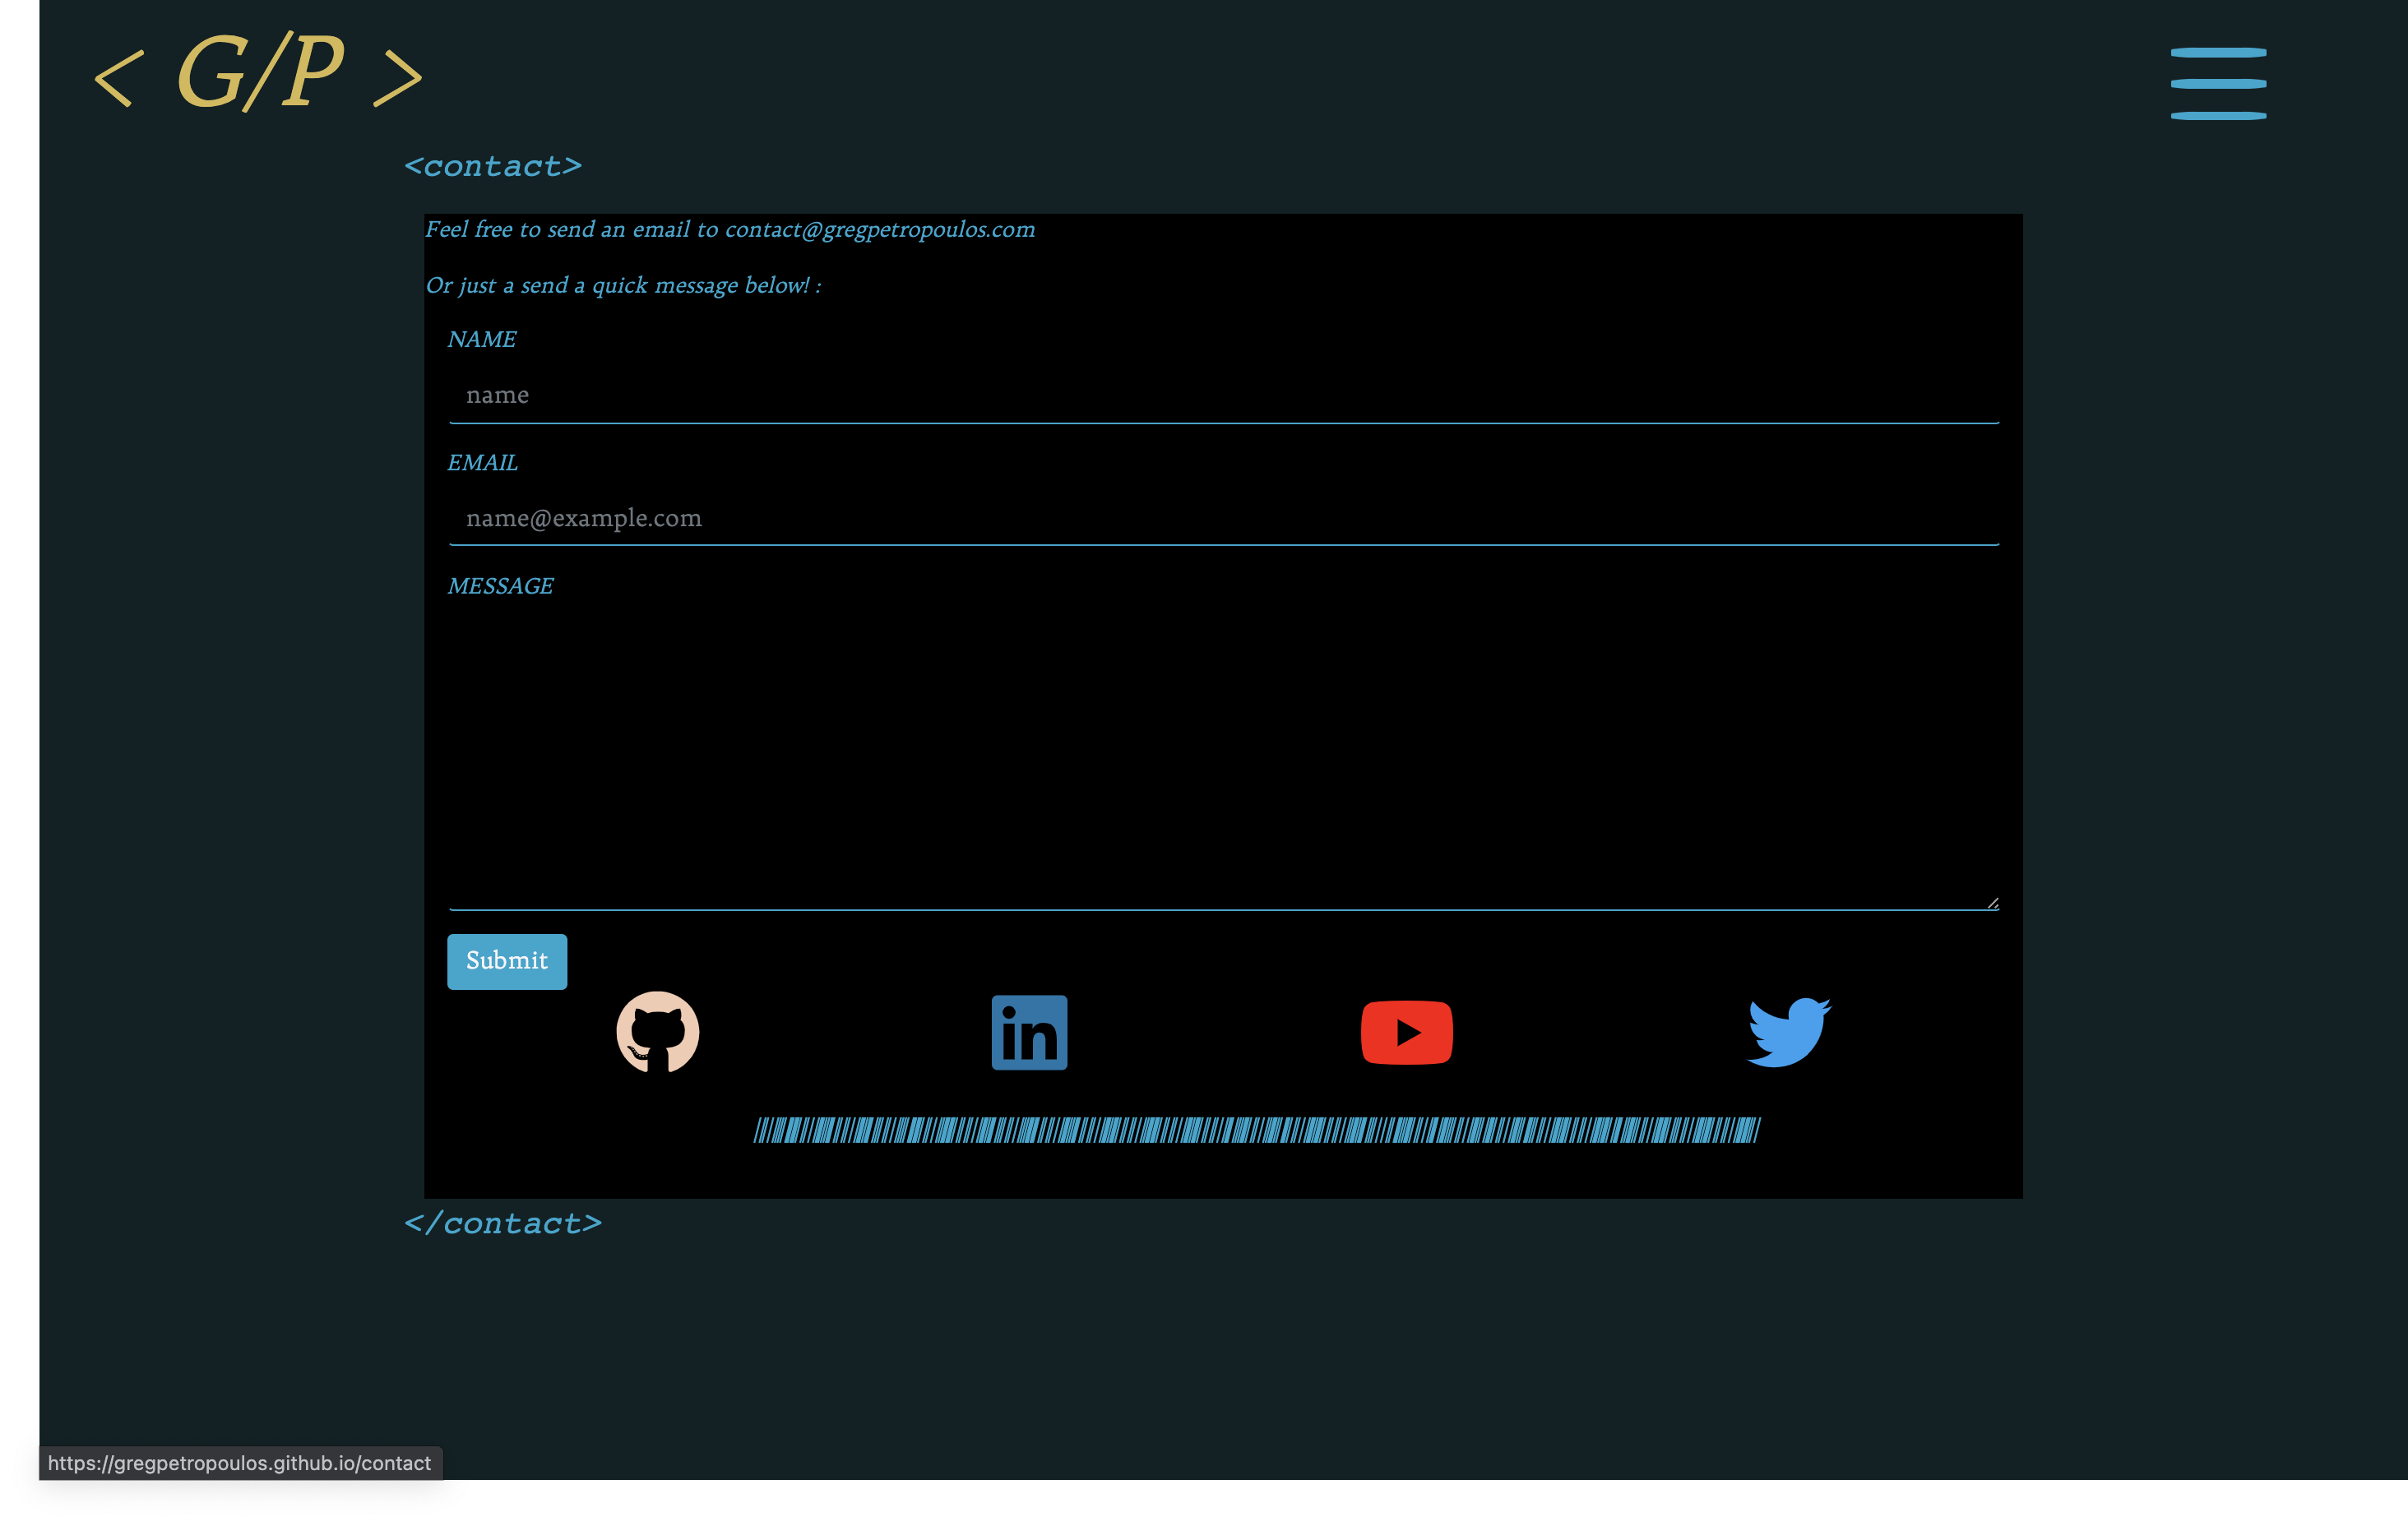 < G/P >
<contact>
Feel free to send an email to contact@gregpetropoulos.com
Or just a send a quick message below! :
NAME
name
EMAIL
name@example.com
MESSAGE
Submit
in
</contact>
https://gregpetropoulos.github.io/contact